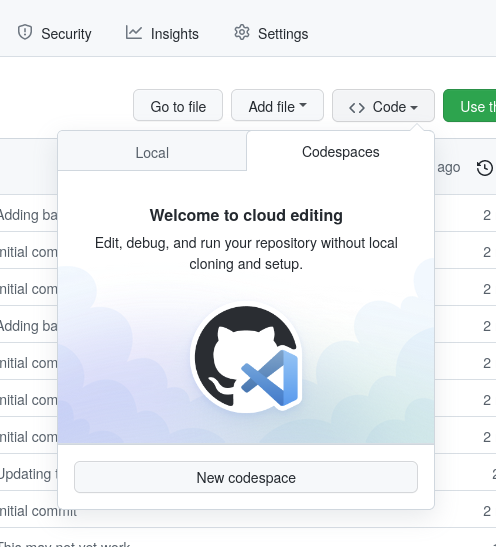 Security Insights Settings
Go to file Add file Code Use th
Local Codespaces
ago
Welcome to cloud editing
Adding ba 2
Edit, debug, and run your repository without local
cloning and setup.
nitial com 2
nitial com 2
Adding ba 2
nitial com 2
nitial com 2
nitial com 2
Updating f 2
New codespace
nitial commit 2
This may not yet work